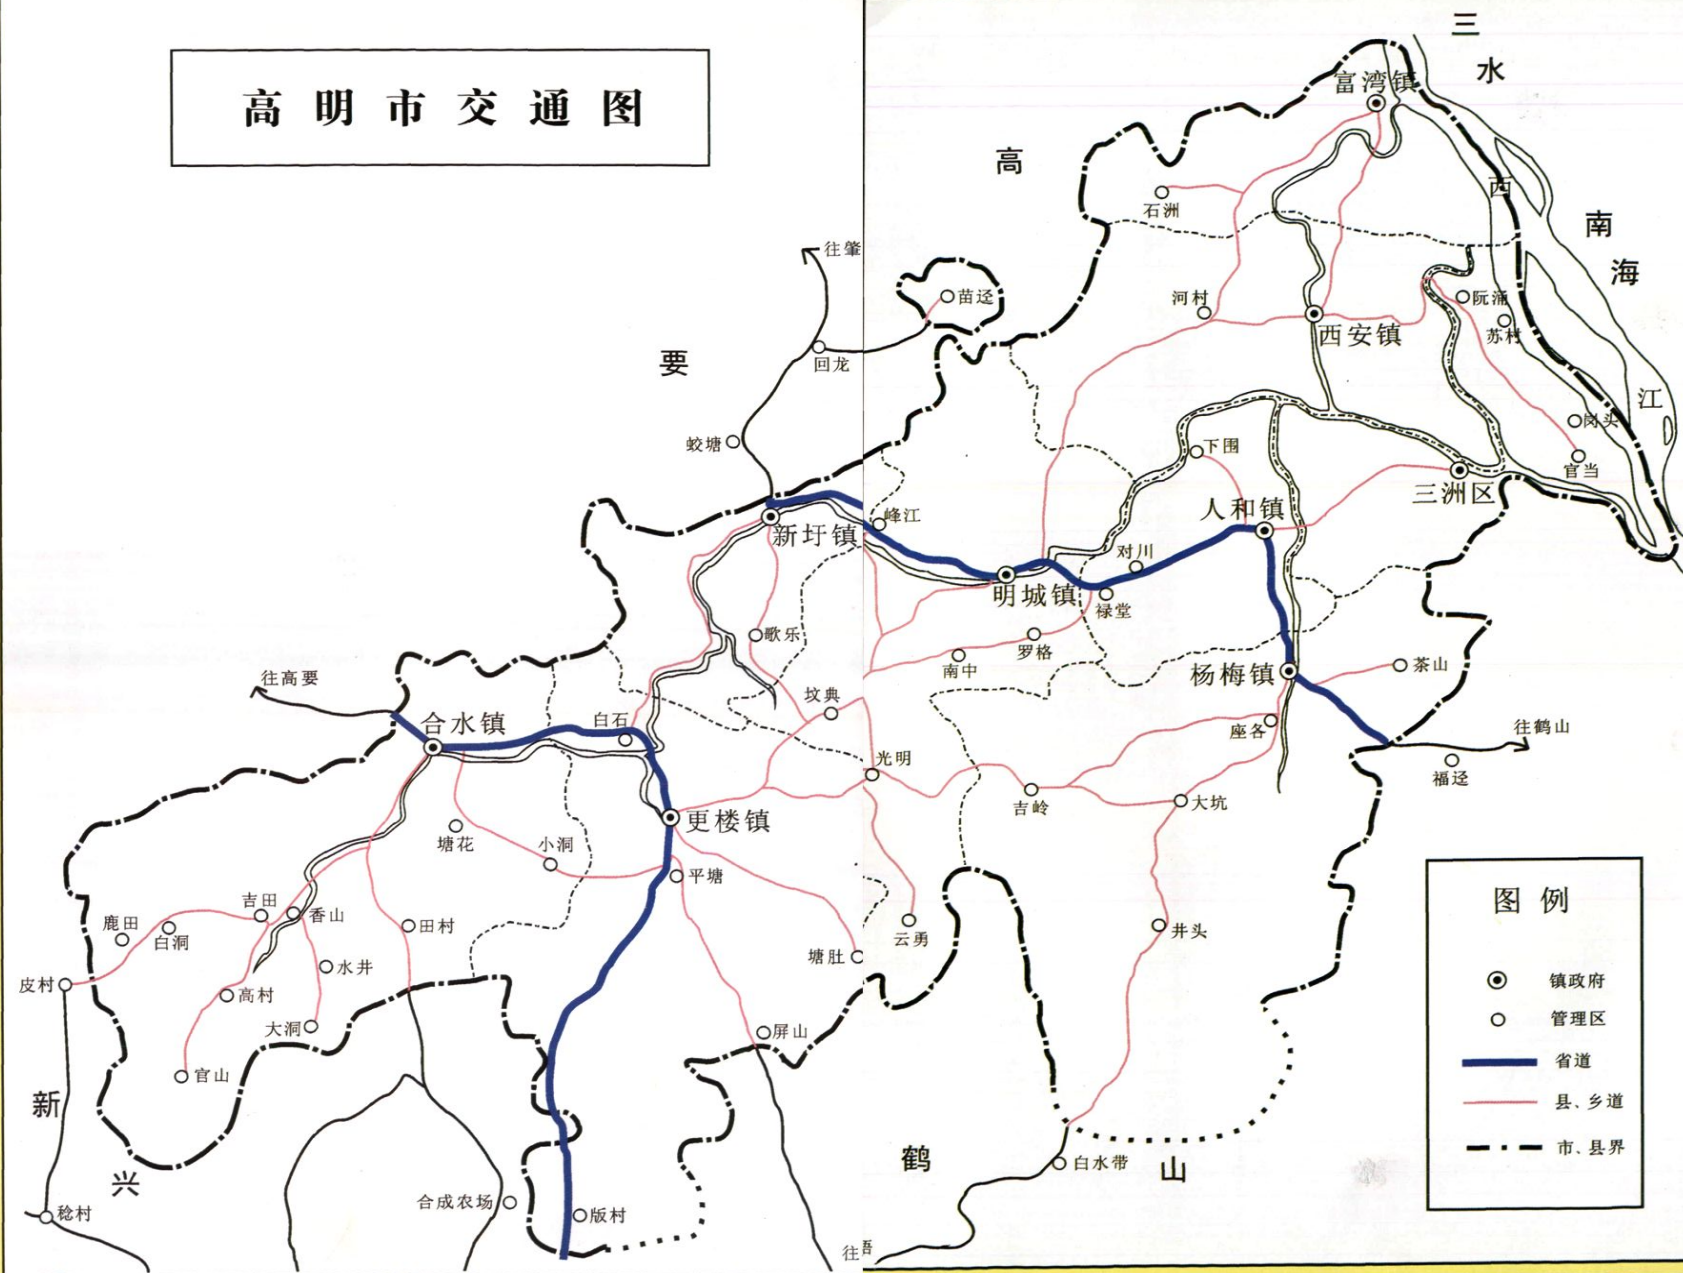 高明市交通图
三
水
富湾镇
高
西
石洲
南
海
往肇
苗迳
河村
阮涌
西安镇
苏村
要
回龙
江
岗头
蛟塘
下围
官当
三洲区
人和镇
峰江
新圩镇
对川
明城镇
禄堂
歌乐
罗格
南中
茶山
杨梅镇
往高要
坟典
合水镇
白石
座各
往鹤山
光明
福迳
吉岭
大坑
更楼镇
塘花
小洞
平塘
图例
吉田
香山
鹿田
白洞
田村
云勇
井头
塘肚
水井
皮村
高村
镇政府
管理区
大洞
屏山
省道
官山
县、乡道
新
市、县界
鹤
山
白水带
兴
合成农场
版村
稔村
往